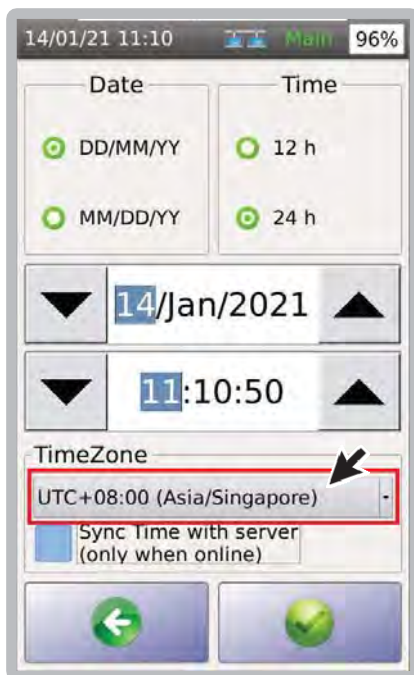 14/01/21 11:10 Main 96%
Date Time
DD/MM/YY 12 h
MM/DD/YY 24 h
14/Jan/2021
11:10:50
TimeZone
UTC+08:00 (Asia/Singapore)
Sync Time with server
(only when online)